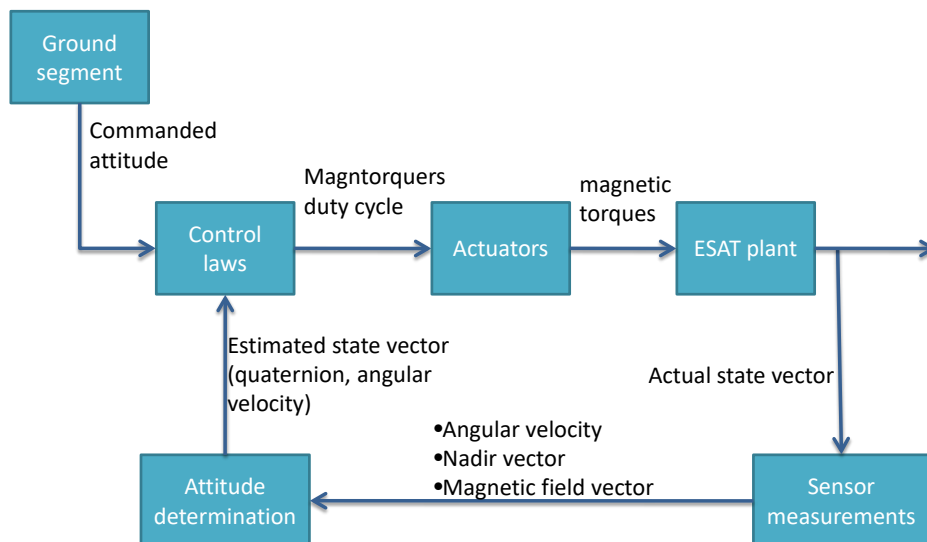 Ground
segment
Commanded
attitude
Magntorquers
duty cycle
magnetic
torques
Control
laws
Actuators
ESAT plant
Estimated state vector
(quaternion, angular
velocity)
Actual state vector
•Angular velocity
•Nadir vector
•Magnetic field vector
Attitude
determination
Sensor
measurements